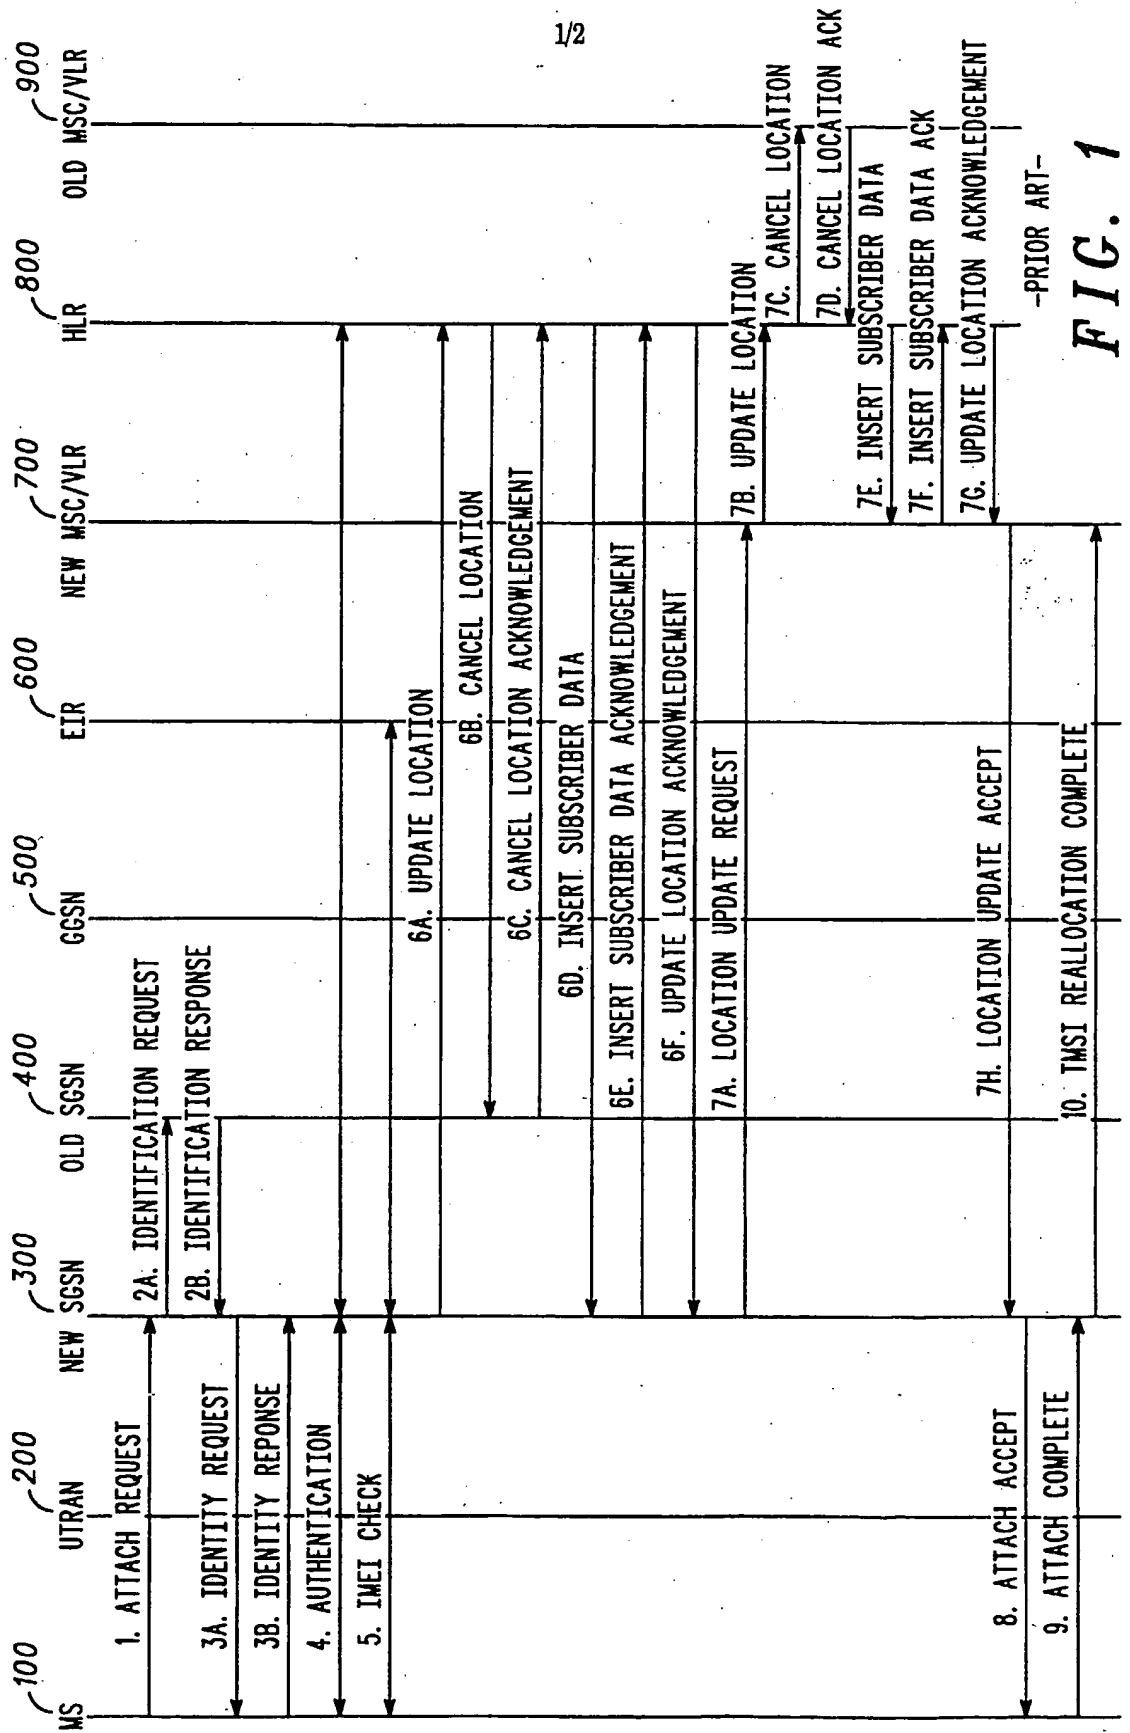 1/2
100 200 300 400 500 600 700 800 900
MS UTRAN NEW SGSN OLD SGSN GGSN EIR NEW MSC/VLR HLR OLD MSC/VLR
1. ATTACH REQUEST
2A. IDENTIFICATION REQUEST
2B. IDENTIFICATION RESPONSE
3A. IDENTITY REQUEST
3B. IDENTITY REPONSE
4. AUTHENTICATION
5. IMEI CHECK
6A. UPDATE LOCATION
6B. CANCEL LOCATION
6C. CANCEL LOCATION ACKNOWLEDGEMENT
6D. INSERT SUBSCRIBER DATA
6E. INSERT SUBSCRIBER DATA ACKNOWLEDGEMENT
6F. UPDATE LOCATION ACKNOWLEDGEMENT
7A. LOCATION UPDATE REQUEST
7B. UPDATE LOCATION
7C. CANCEL LOCATION
7D. CANCEL LOCATION ACK
7E. INSERT SUBSCRIBER DATA
7F. INSERT SUBSCRIBER DATA ACK
7G. UPDATE LOCATION ACKNOWLEDGEMENT
7H. LOCATION UPDATE ACCEPT
8. ATTACH ACCEPT
9. ATTACH COMPLETE
10. TMSI REALLOCATION COMPLETE
-PRIOR ART-
FIG. 1